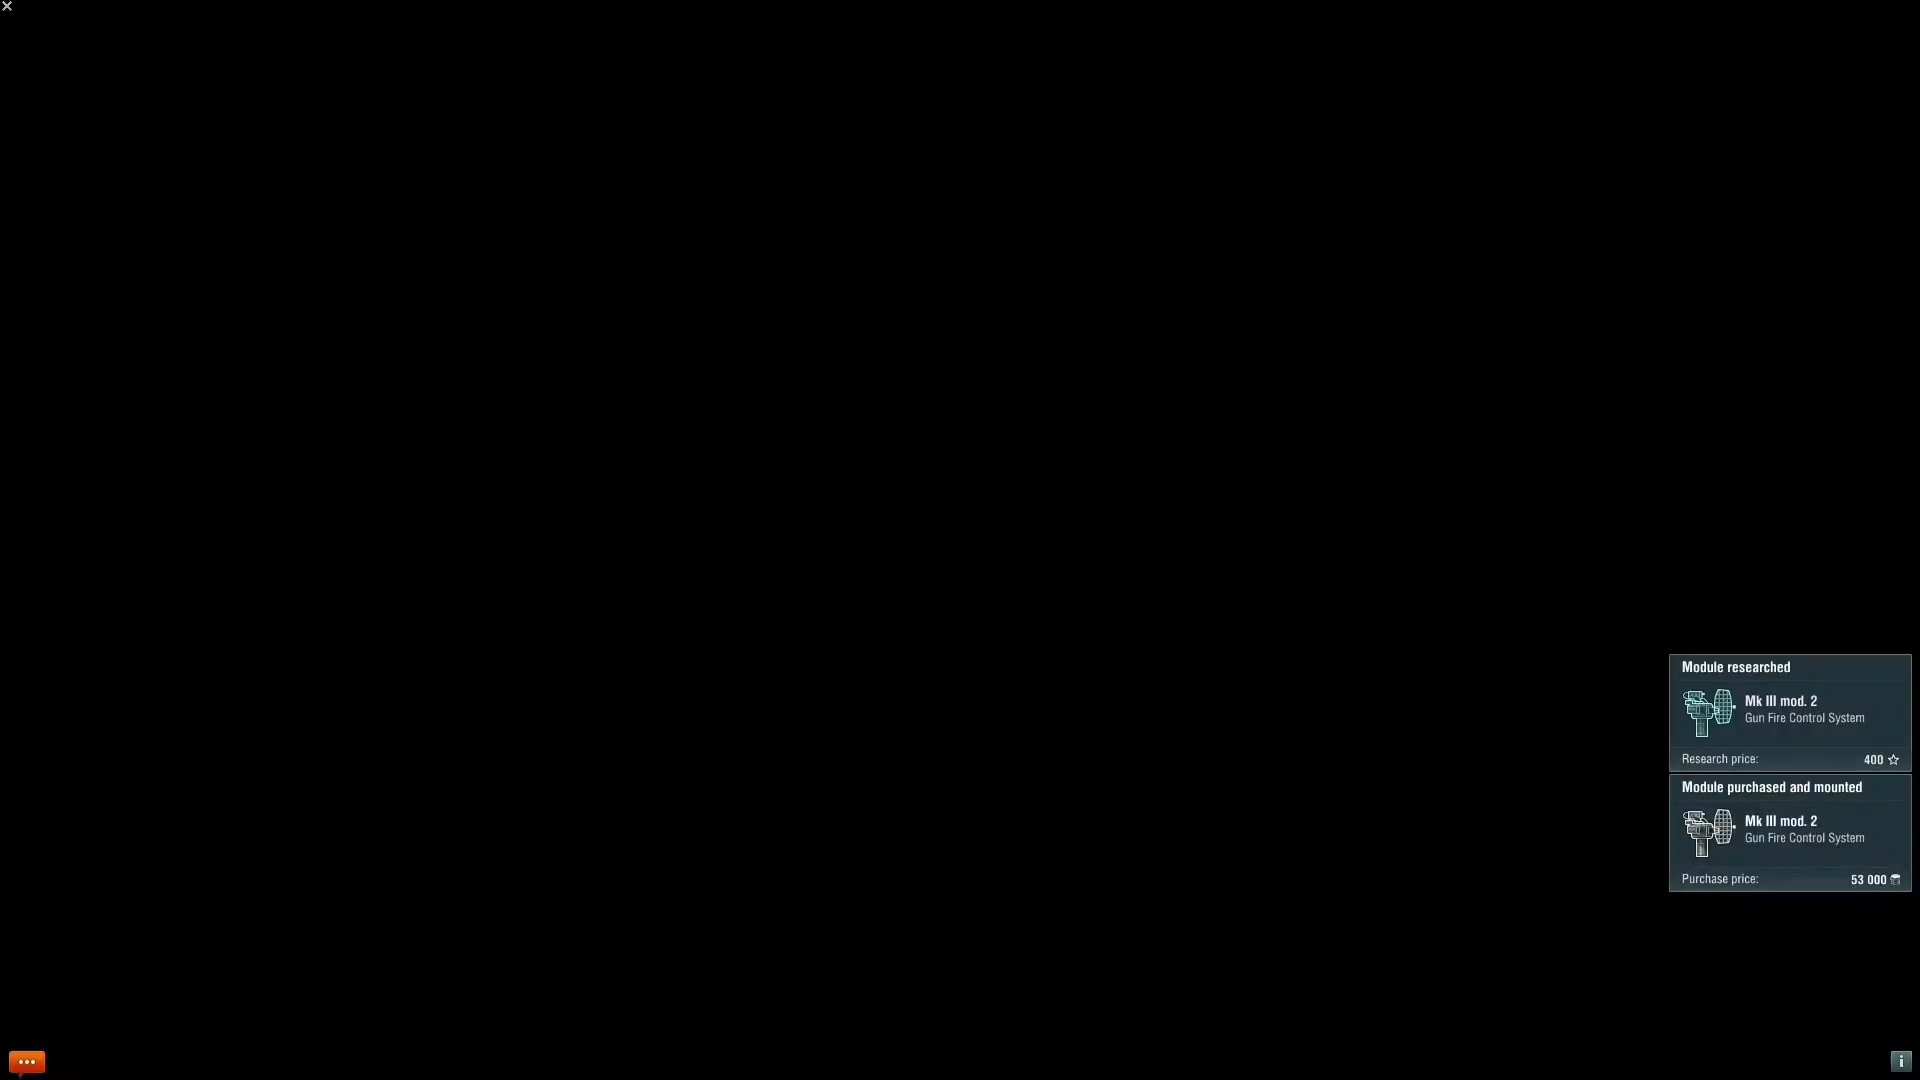 Module researched
Mk III mod. 2
Gun Fire Control System
Research price: 400
Module purchased and mounted
Mk III mod. 2
Gun Fire Control System
Purchase price: 53 000